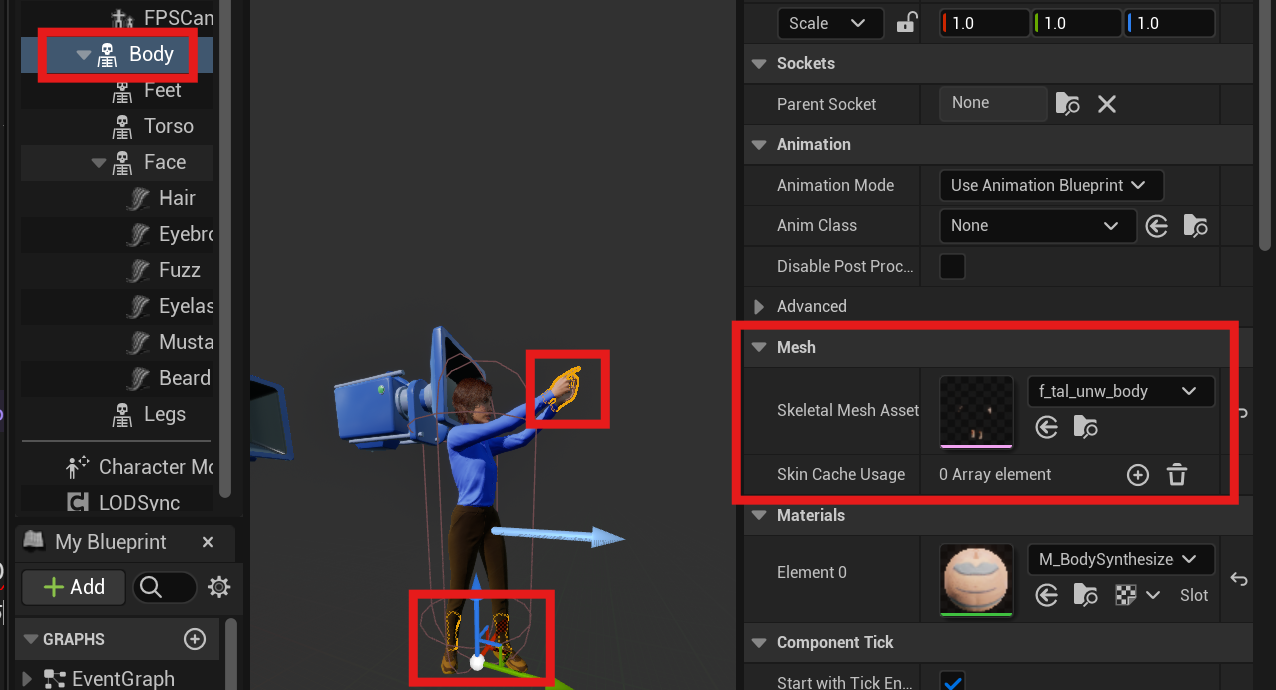 FPSCan
Body
Feet
Torso
Face
Hair
Eyebro
Fuzz
Eyelas
Musta
Beard
Legs
Character Mo
LODSync
My Blueprint
Add
GRAPHS
EventGraph
Scale 1.0 1.0 1.0
Sockets
Parent Socket None
Animation
Animation Mode Use Animation Blueprint
Anim Class None
Disable Post Proc...
Advanced
Mesh
Skeletal Mesh Asset f_tal_unw_body
Skin Cache Usage 0 Array element
Materials
Element 0 M_BodySynthesize
Slot
Component Tick
Start with Tick En...